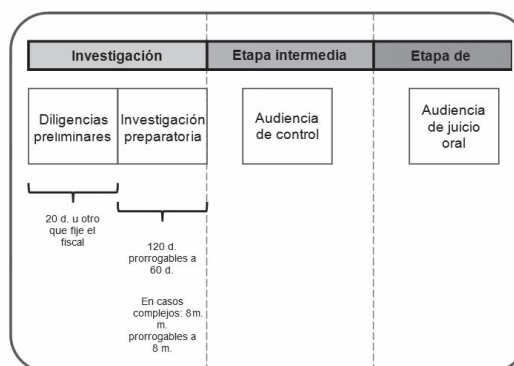 Investigación
Etapa intermedia
Etapa de
Diligencias
preliminares
Investigación
preparatoria
Audiencia
de control
Audiencia
de juicio
oral
20 d. u otro
que fije el
fiscal
120 d.
prorrogables a
60 d.
En casos
complejos: 8m.
m.
prorrogables a
8 m.